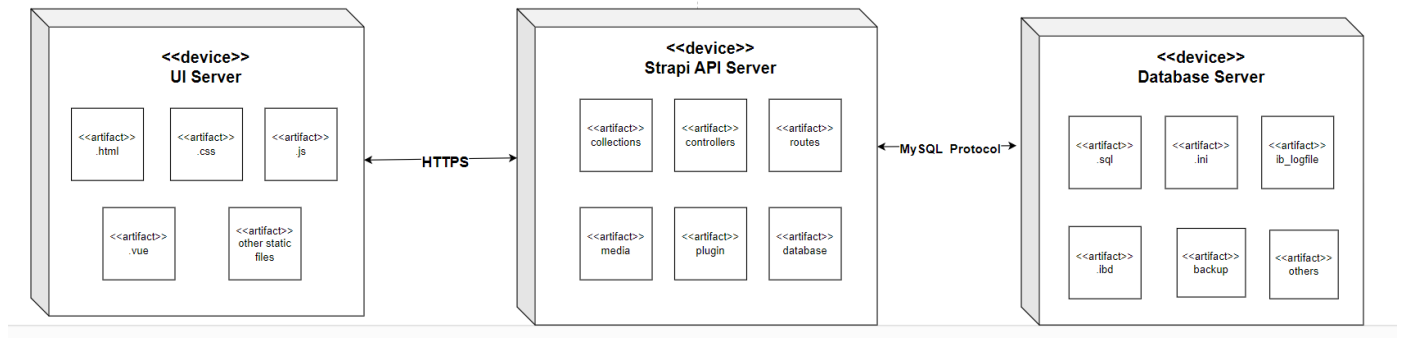 <<device>>
UI Server
<<artifact>>
.html
<<artifact>>
.css
<<artifact>>
.js
<<artifact>>
.vue
<<artifact>>
other static
files
HTTPS
<<device>>
Strapi API Server
<<artifact>>
collections
<<artifact>>
controllers
<<artifact>>
routes
<<artifact>>
media
<<artifact>>
plugin
<<artifact>>
database
MySQL Protocol
<<device>>
Database Server
<<artifact>>
.sql
<<artifact>>
.ini
<<artifact>>
ib_logfile
<<artifact>>
.ibd
<<artifact>>
backup
<<artifact>>
others